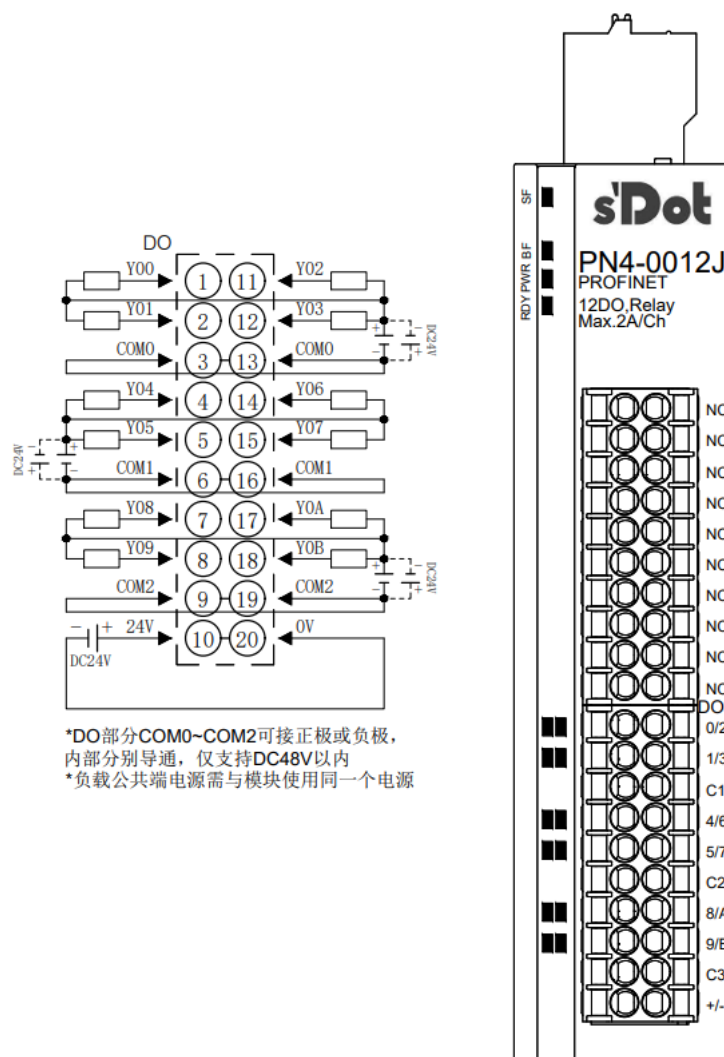 DO
Y00
Y02
1
11
Y01
Y03
2
12
COM0
COM0
3
13
+ -
- +
DC24V
Y04
Y06
4
14
Y05
Y07
5
15
- +
+ -
DC24V
COM1
COM1
6
16
Y08
Y0A
7
17
Y09
Y0B
8
18
COM2
COM2
9
19
+ -
- +
DC24V
- +
24V
0V
10
20
DC24V
*DO部分COM0~COM2可接正极或负极，
内部分别导通，仅支持DC48V以内
*负载公共端电源需与模块使用同一个电源
SF
BF
PWR
RDY
s'Dot
PN4-0012J
PROFINET
12DO,Relay
Max.2A/Ch
DO
0/2
1/3
C1
4/6
5/7
C2
8/A
9/B
C3
+/-